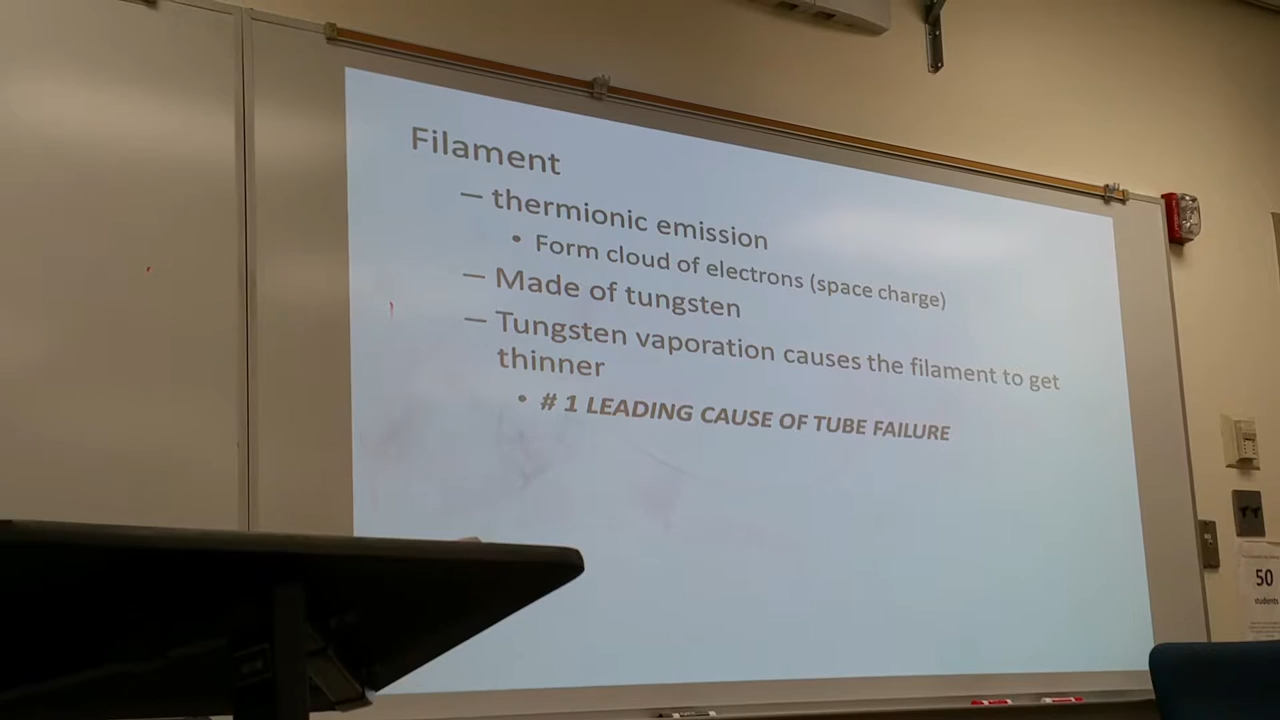 Filament
– thermionic emission
• Form cloud of electrons (space charge)
– Made of tungsten
– Tungsten vaporation causes the filament to get
thinner
• # 1 LEADING CAUSE OF TUBE FAILURE
50
students